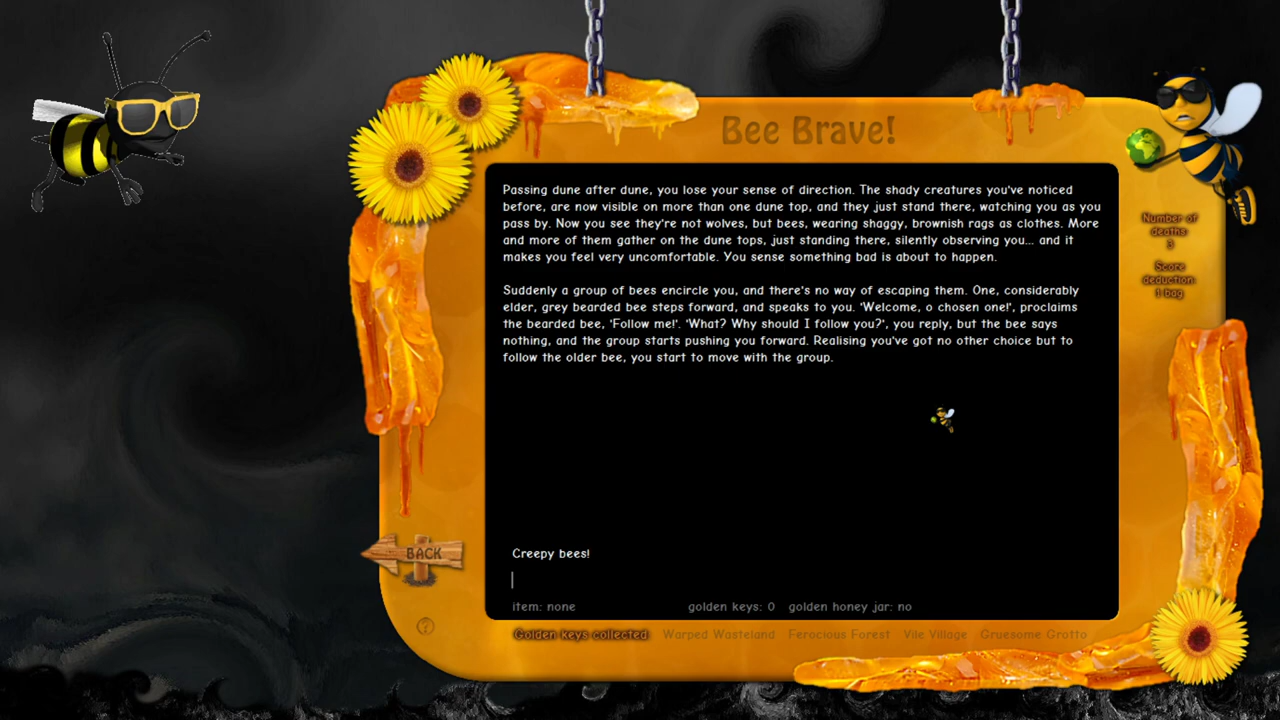 Bee Brave!
Passing dune after dune, you lose your sense of direction. The shady creatures you've noticed
before, are now visible on more than one dune top, and they just stand there, watching you as you
pass by. Now you see they're not wolves, but bees, wearing shaggy, brownish rags as clothes. More
and more of them gather on the dune tops, just standing there, silently observing you... and it
makes you feel very uncomfortable. You sense something bad is about to happen.
Suddenly a group of bees encircle you, and there's no way of escaping them. One, considerably
elder, grey bearded bee steps forward, and speaks to you. 'Welcome, o chosen one!', proclaims
the bearded bee, 'Follow me!'. 'What? Why should I follow you?', you reply, but the bee says
nothing, and the group starts pushing you forward. Realising you've got no other choice but to
follow the older bee, you start to move with the group.
Number of
deaths:
3
Score
deduction:
1 bag
BACK
Creepy bees!
item: none golden keys: 0 golden honey jar: no
?
Golden keys collected Warped Wasteland Ferocious Forest Vile Village Gruesome Grotto